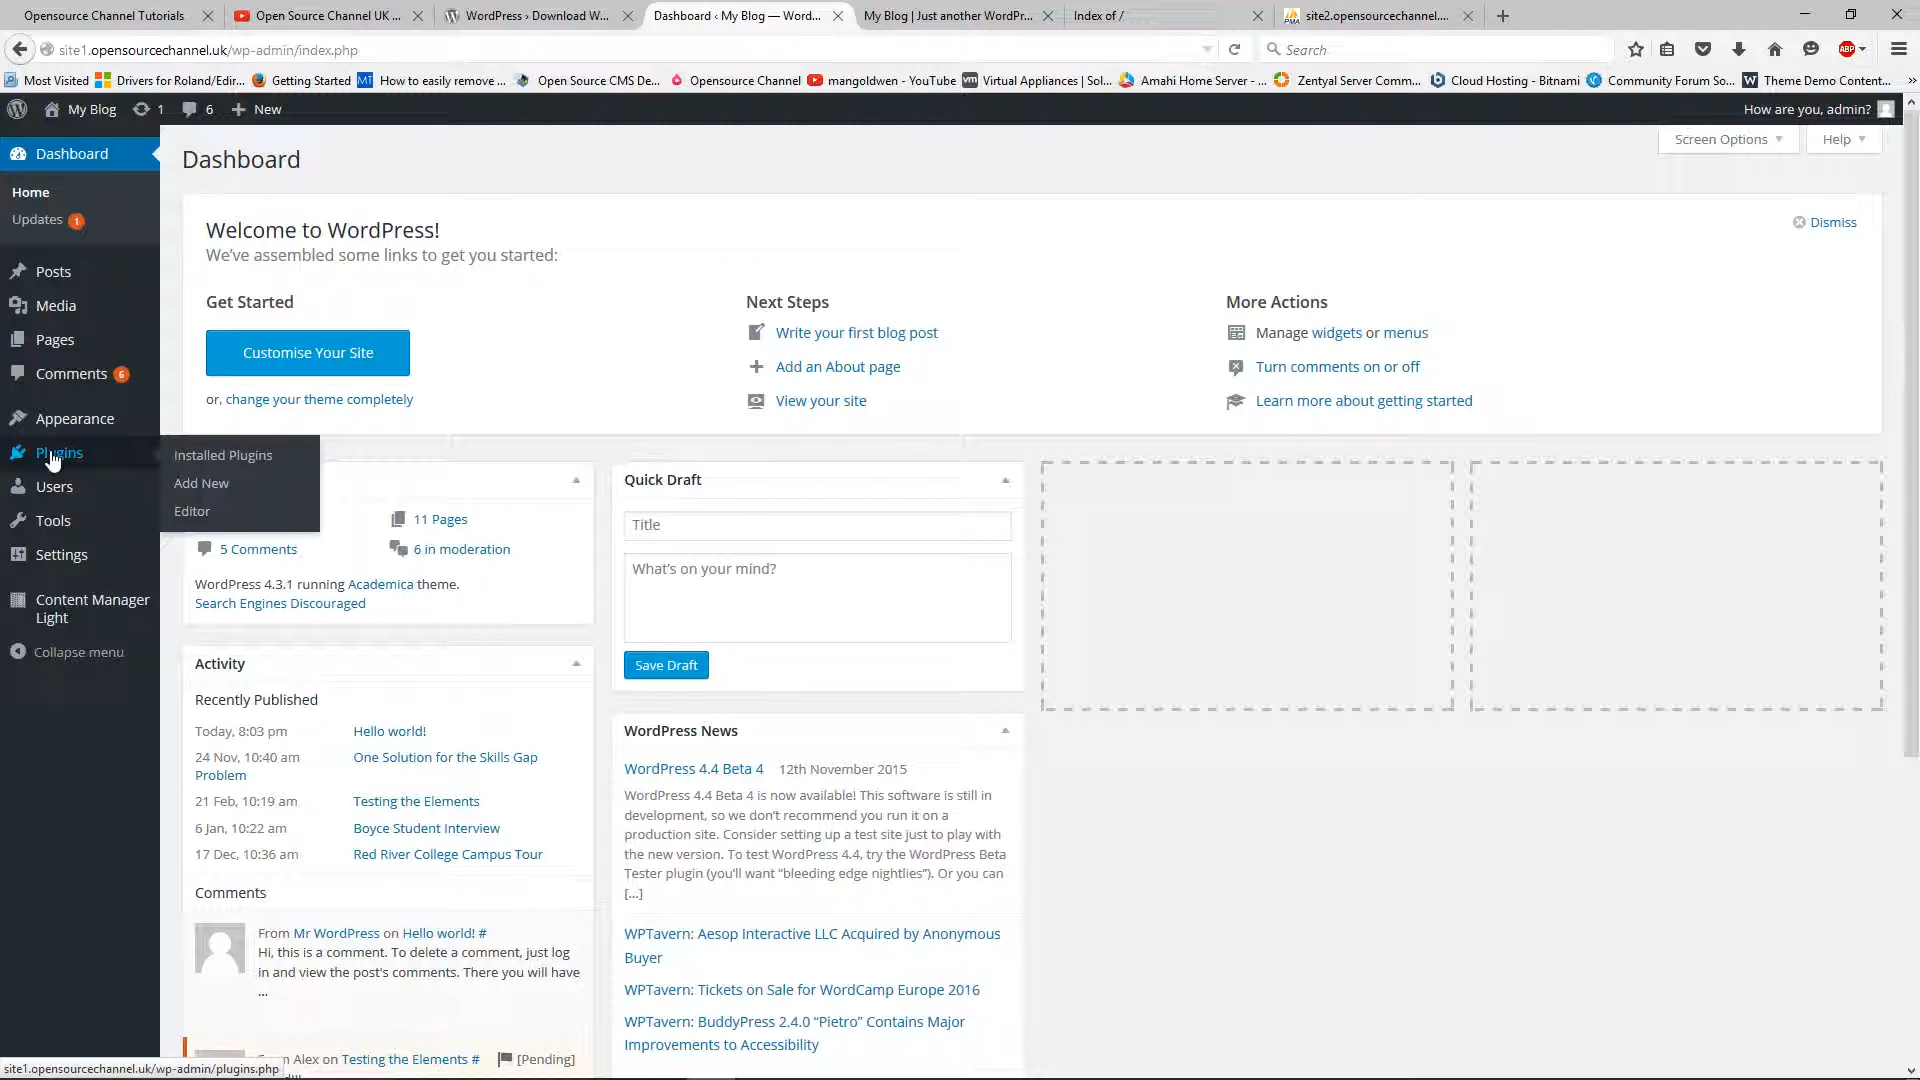 Open Source Channel Tutorials
Open Source Channel UK ...
WordPress › Download W...
Dashboard ‹ My Blog — Word...
My Blog | Just another WordPr...
Index of /
site2.opensourcechannel....
site1.opensourcechannel.uk/wp-admin/index.php
Search
ABP
Most Visited
Drivers for Roland/Edir...
Getting Started
MT How to easily remove ...
Open Source CMS De...
Opensource Channel
mangoldwen - YouTube
vm Virtual Appliances | Sol...
Amahi Home Server - ...
Zentyal Server Comm...
Cloud Hosting - Bitnami
Community Forum So...
W Theme Demo Content...
My Blog
1
6
New
How are you, admin?
Screen Options
Help
Dashboard
Home
Updates 1
Posts
Media
Pages
Comments 6
Appearance
Plugins
Users
Tools
Settings
Content Manager
Light
Collapse menu
Installed Plugins
Add New
Editor
Dashboard
Welcome to WordPress!
We've assembled some links to get you started:
Dismiss
Get Started
Customise Your Site
or, change your theme completely
Next Steps
Write your first blog post
Add an About page
View your site
More Actions
Manage widgets or menus
Turn comments on or off
Learn more about getting started
11 Pages
5 Comments
6 in moderation
WordPress 4.3.1 running Academica theme.
Search Engines Discouraged
Activity
Recently Published
Today, 8:03 pm Hello world!
24 Nov, 10:40 am One Solution for the Skills Gap
Problem
21 Feb, 10:19 am Testing the Elements
6 Jan, 10:22 am Boyce Student Interview
17 Dec, 10:36 am Red River College Campus Tour
Comments
From Mr WordPress on Hello world! #
Hi, this is a comment. To delete a comment, just log
in and view the post's comments. There you will have
...
Alex on Testing the Elements # [Pending]
Quick Draft
Title
What's on your mind?
Save Draft
WordPress News
WordPress 4.4 Beta 4 12th November 2015
WordPress 4.4 Beta 4 is now available! This software is still in
development, so we don't recommend you run it on a
production site. Consider setting up a test site just to play with
the new version. To test WordPress 4.4, try the WordPress Beta
Tester plugin (you'll want "bleeding edge nightlies"). Or you can
[...]
WPTavern: Aesop Interactive LLC Acquired by Anonymous
Buyer
WPTavern: Tickets on Sale for WordCamp Europe 2016
WPTavern: BuddyPress 2.4.0 "Pietro" Contains Major
Improvements to Accessibility
site1.opensourcechannel.uk/wp-admin/plugins.php